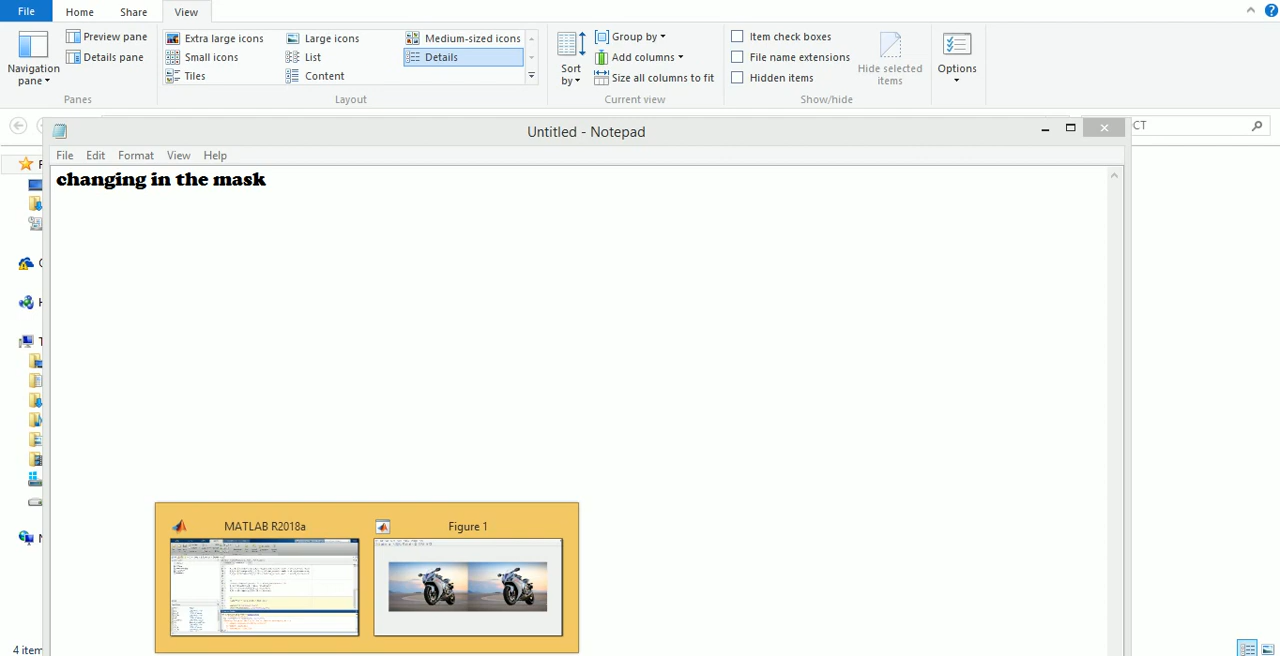 File Home Share View
Navigation pane
Preview pane
Details pane
Panes
Extra large icons Large icons Medium-sized icons
Small icons List Details
Tiles Content
Layout
Sort by
Group by
Add columns
Size all columns to fit
Current view
Item check boxes
File name extensions
Hidden items
Hide selected items
Show/hide
Options
Untitled - Notepad
CT
File Edit Format View Help
changing in the mask
MATLAB R2018a Figure 1
4 item